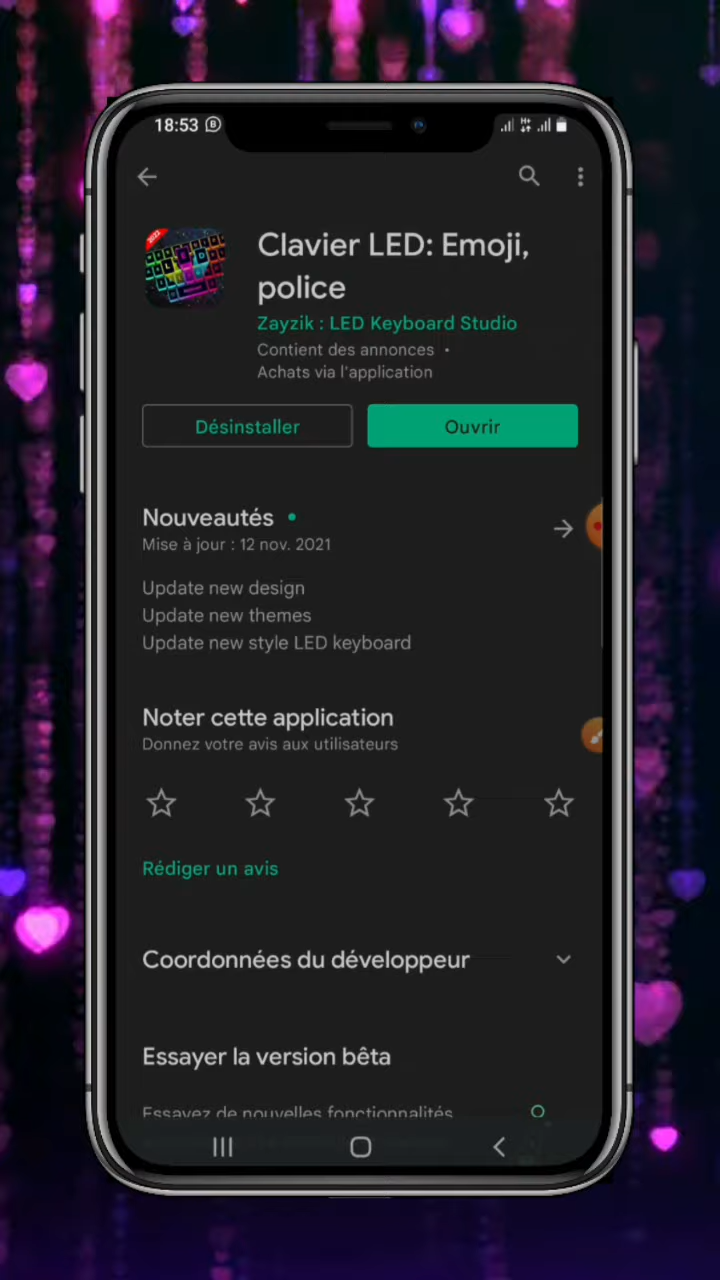 18:53
Clavier LED: Emoji,
police
Zayzik : LED Keyboard Studio
Contient des annonces •
Achats via l'application
Désinstaller
Ouvrir
Nouveautés •
Mise à jour : 12 nov. 2021
Update new design
Update new themes
Update new style LED keyboard
Noter cette application
Donnez votre avis aux utilisateurs
Rédiger un avis
Coordonnées du développeur
Essayer la version bêta
Essayez de nouvelles fonctionnalités